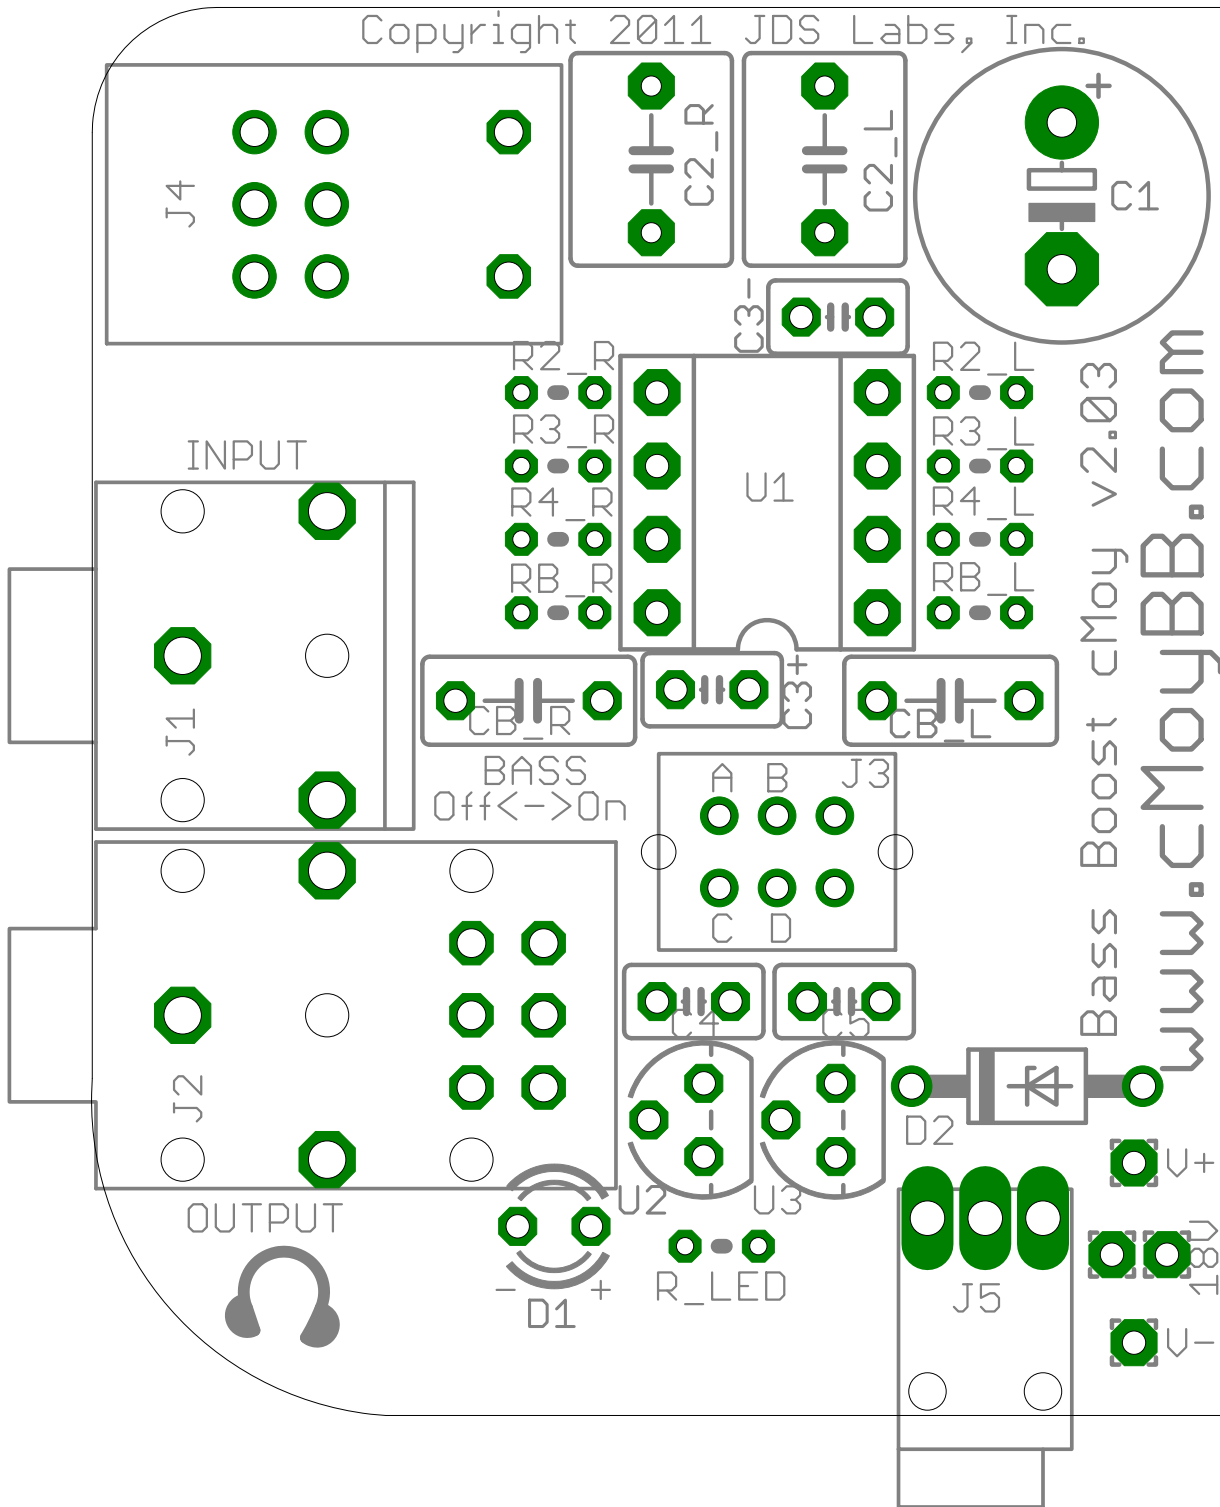 Copyright 2011 JDS Labs, Inc.
+
C2_R
C2_L
J4
C1
C3-
R2_R
R2_L
R3_R
R3_L
INPUT
U1
R4_R
R4_L
RB_R
RB_L
C3+
CB_R
CB_L
J1
BASS
Off<->On
A B
J3
C D
Bass Boost cMoy v2.03
www.cMoyBB.com
C4
C5
J2
D2
V+
OUTPUT
U2
U3
18V
R_LED
- +
D1
J5
V-